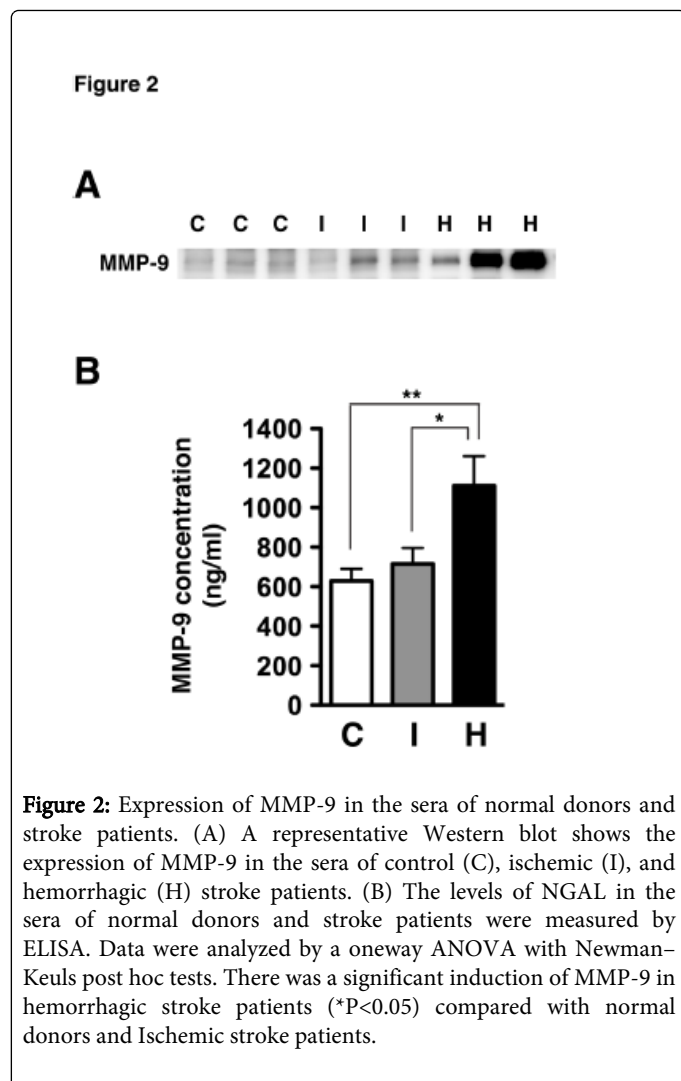 Figure 2
A
C C C I I I H H H
MMP-9
B
**
*
MMP-9 concentration
(ng/ml)
1400
1200
1000
800
600
400
200
0
C I H
Figure 2: Expression of MMP-9 in the sera of normal donors and
stroke patients. (A) A representative Western blot shows the
expression of MMP-9 in the sera of control (C), ischemic (I), and
hemorrhagic (H) stroke patients. (B) The levels of NGAL in the
sera of normal donors and stroke patients were measured by
ELISA. Data were analyzed by a oneway ANOVA with Newman–
Keuls post hoc tests. There was a significant induction of MMP-9 in
hemorrhagic stroke patients (*P<0.05) compared with normal
donors and Ischemic stroke patients.